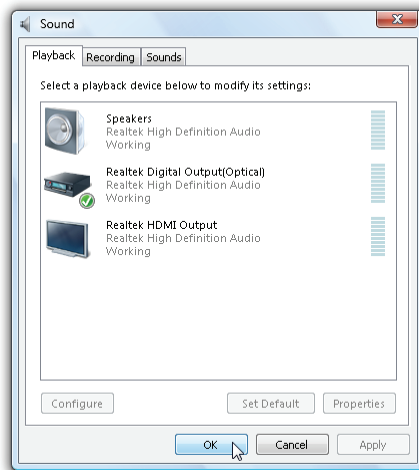 Sound
Playback Recording Sounds
Select a playback device below to modify its settings:
Speakers
Realtek High Definition Audio
Working
Realtek Digital Output(Optical)
Realtek High Definition Audio
Working
Realtek HDMI Output
Realtek High Definition Audio
Working
Configure Set Default Properties
OK Cancel Apply